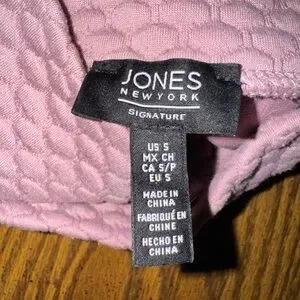 JONES
NEW YORK
SIGNATURE
US S
MX CH
CA S/P
EU S
MADE IN
CHINA
FABRIQUÉ EN
CHINE
HECHO EN
CHINA